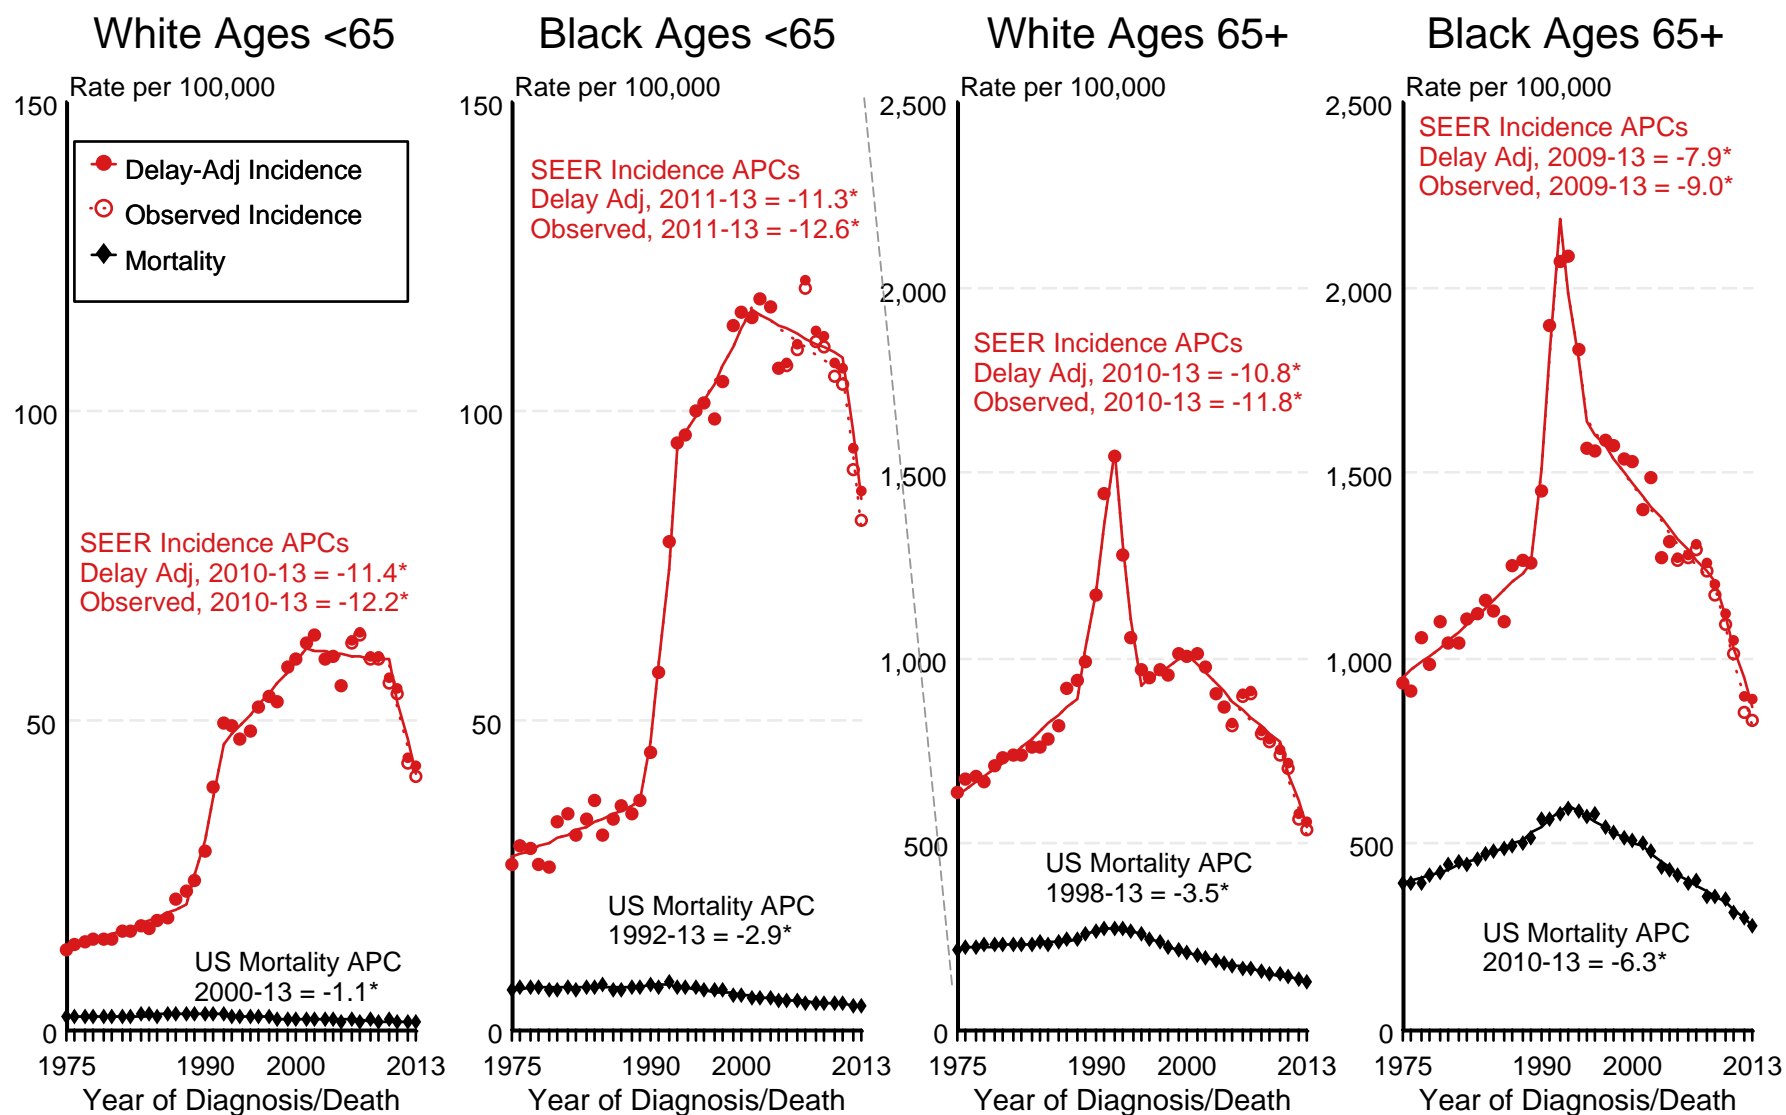 White Ages <65
Rate per 100,000
150
100
50
0
Delay-Adj Incidence
Observed Incidence
Mortality
SEER Incidence APCs
Delay Adj, 2010-13 = -11.4*
Observed, 2010-13 = -12.2*
US Mortality APC
2000-13 = -1.1*
1975 1990 2000 2013
Year of Diagnosis/Death
Black Ages <65
Rate per 100,000
150
100
50
0
SEER Incidence APCs
Delay Adj, 2011-13 = -11.3*
Observed, 2011-13 = -12.6*
US Mortality APC
1992-13 = -2.9*
1975 1990 2000 2013
Year of Diagnosis/Death
White Ages 65+
Rate per 100,000
2,500
2,000
1,500
1,000
500
0
SEER Incidence APCs
Delay Adj, 2010-13 = -10.8*
Observed, 2010-13 = -11.8*
US Mortality APC
1998-13 = -3.5*
1975 1990 2000 2013
Year of Diagnosis/Death
Black Ages 65+
Rate per 100,000
2,500
2,000
1,500
1,000
500
0
SEER Incidence APCs
Delay Adj, 2009-13 = -7.9*
Observed, 2009-13 = -9.0*
US Mortality APC
2010-13 = -6.3*
1975 1990 2000 2013
Year of Diagnosis/Death